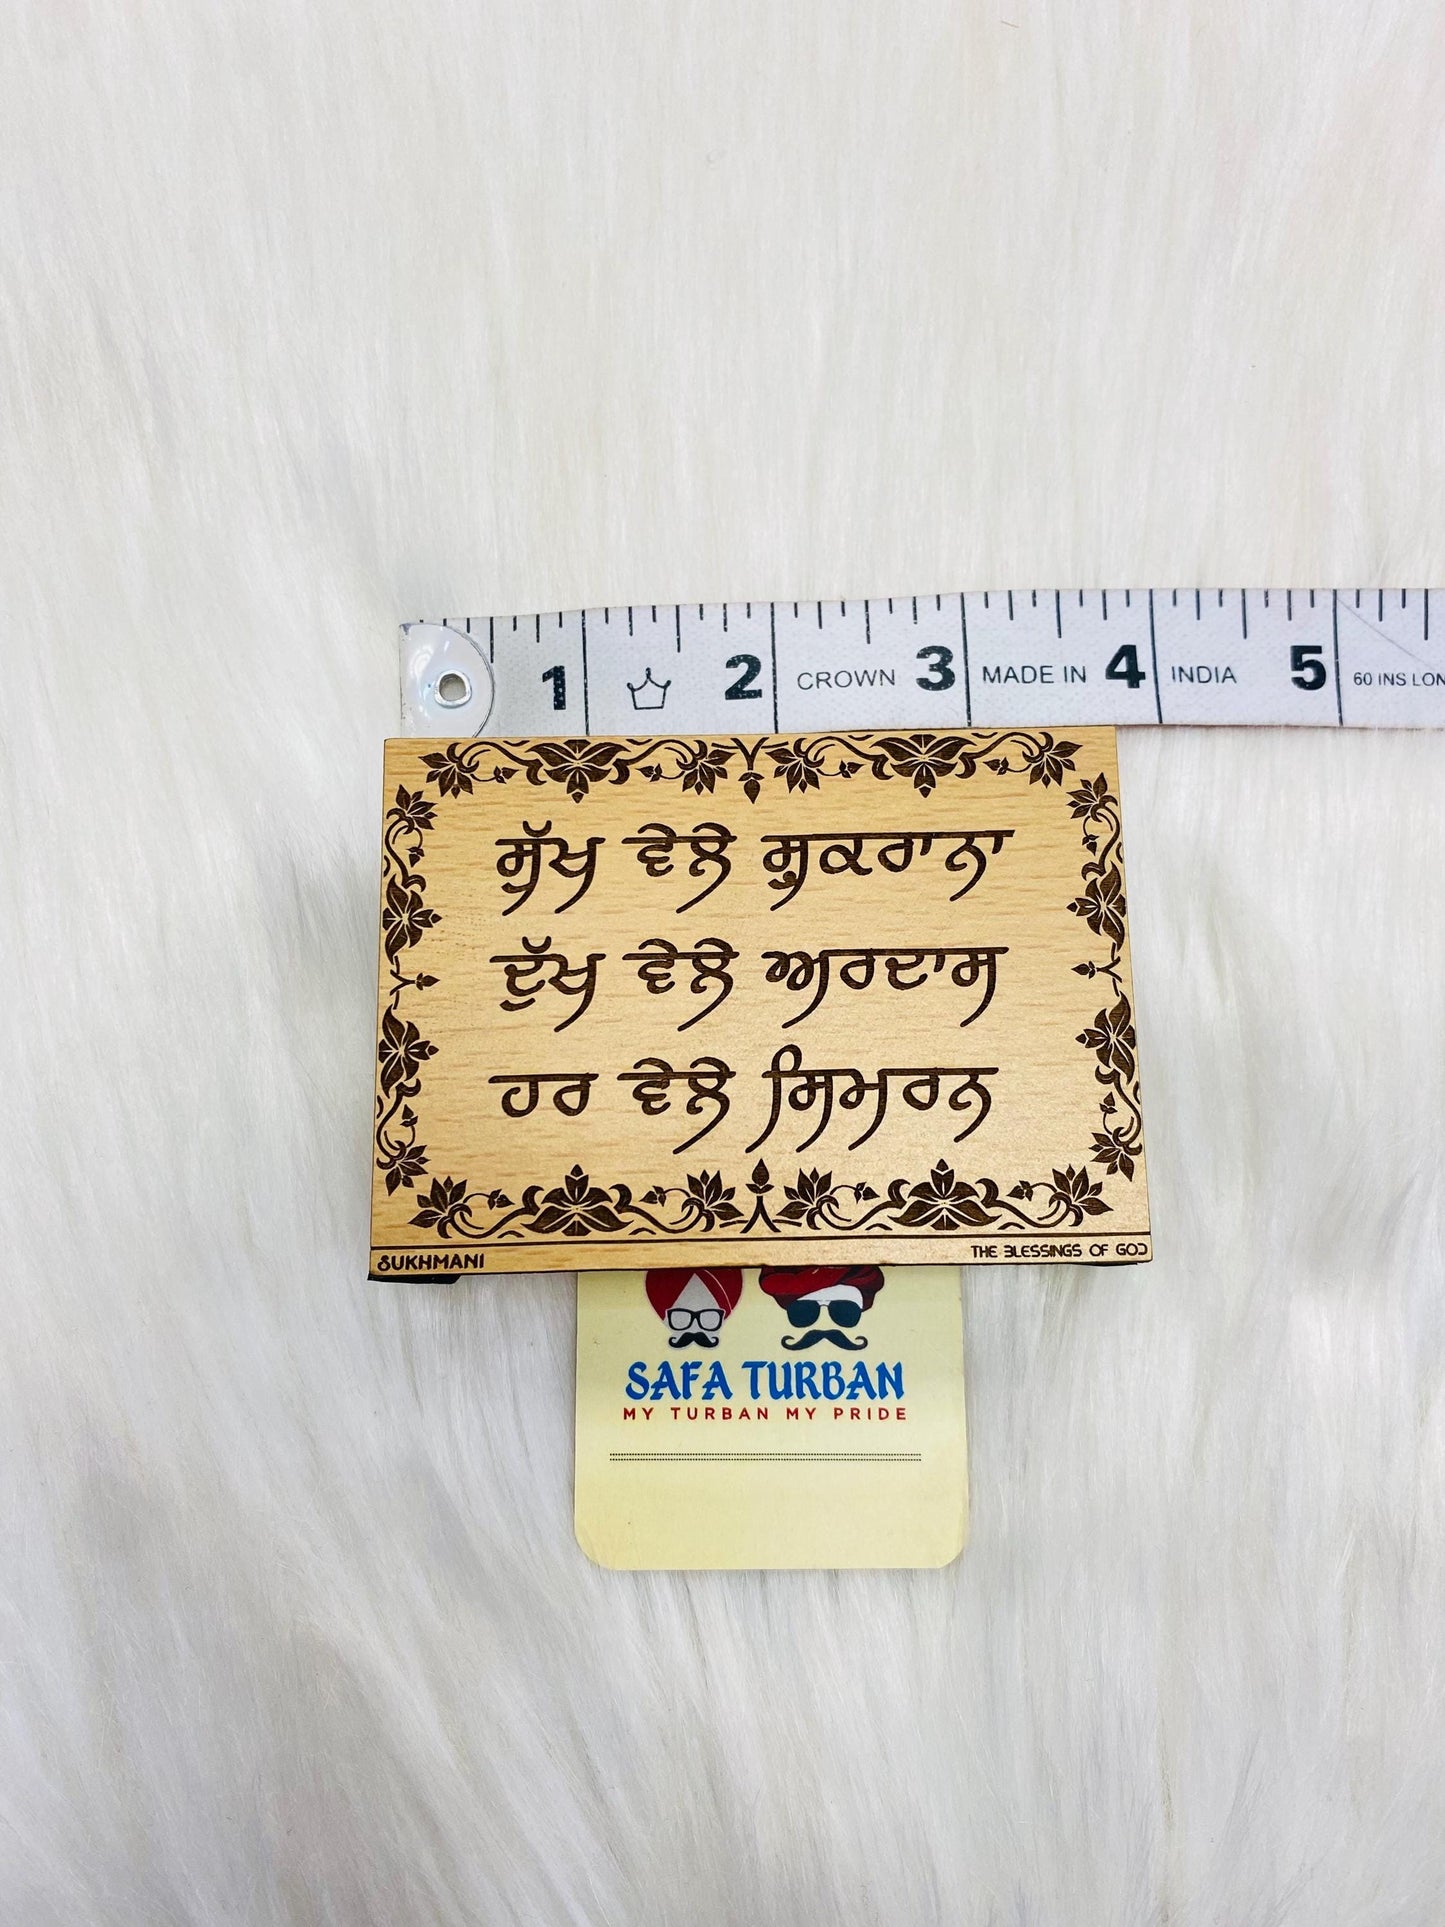 1 2 CROWN 3 MADE IN 4 INDIA 5 60 INS LON
ਸੁੱਖ ਵੇਲੇ ਸ਼ੁਕਰਾਨਾ
ਦੁੱਖ ਵੇਲੇ ਅਰਦਾਸ
ਹਰ ਵੇਲੇ ਸਿਮਰਨ
SUKHMANI THE BLESSINGS OF GOD
SAFA TURBAN
MY TURBAN MY PRIDE